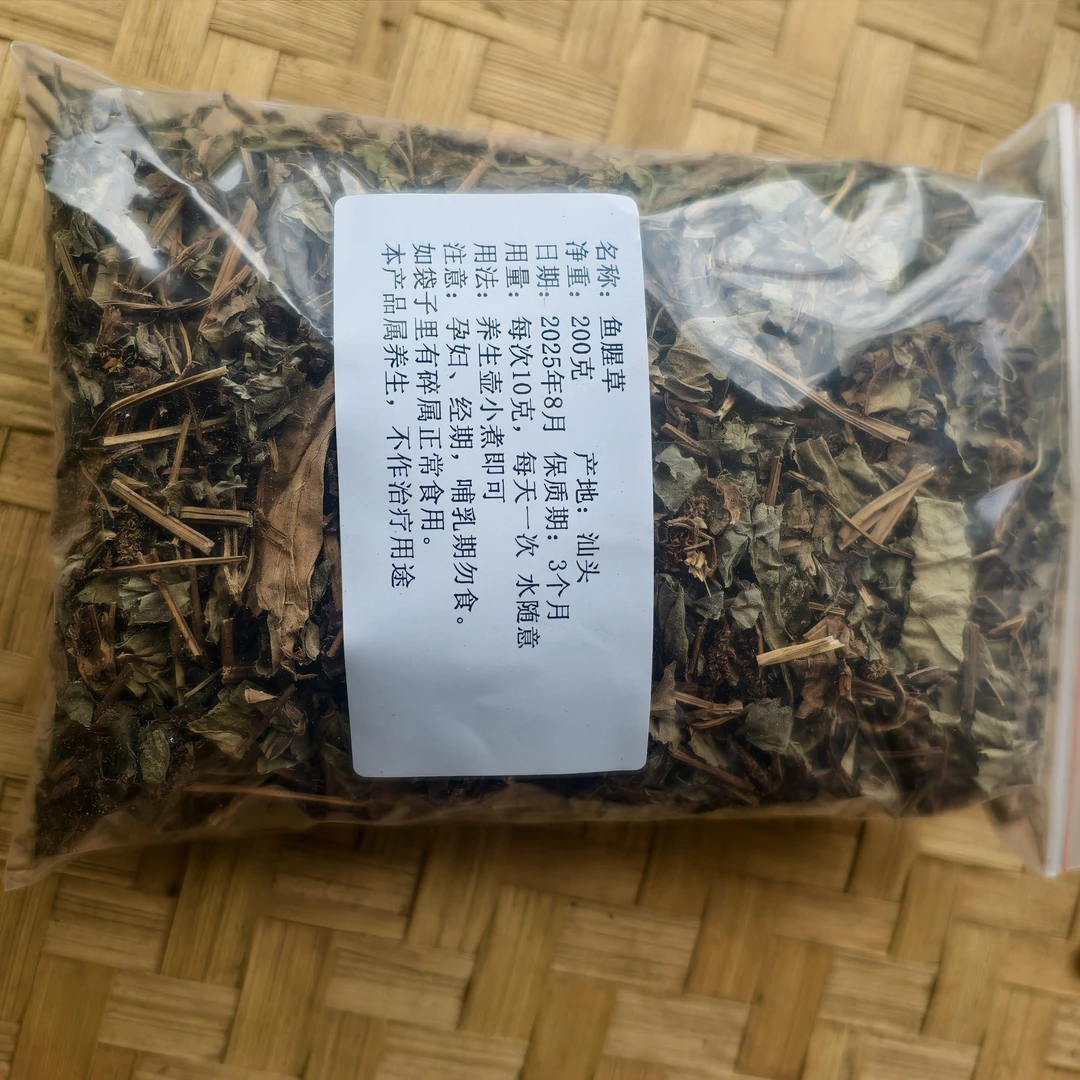 名称：鱼腥草
净重：200克 产地：汕头
日期：2025年8月 保质期：3个月
用量：每次10克，每天一次 水随意
用法：养生壶小煮即可
注意：孕妇、经期，哺乳期勿食。
如袋子里有碎属正常食用。
本产品属养生，不作治疗用途